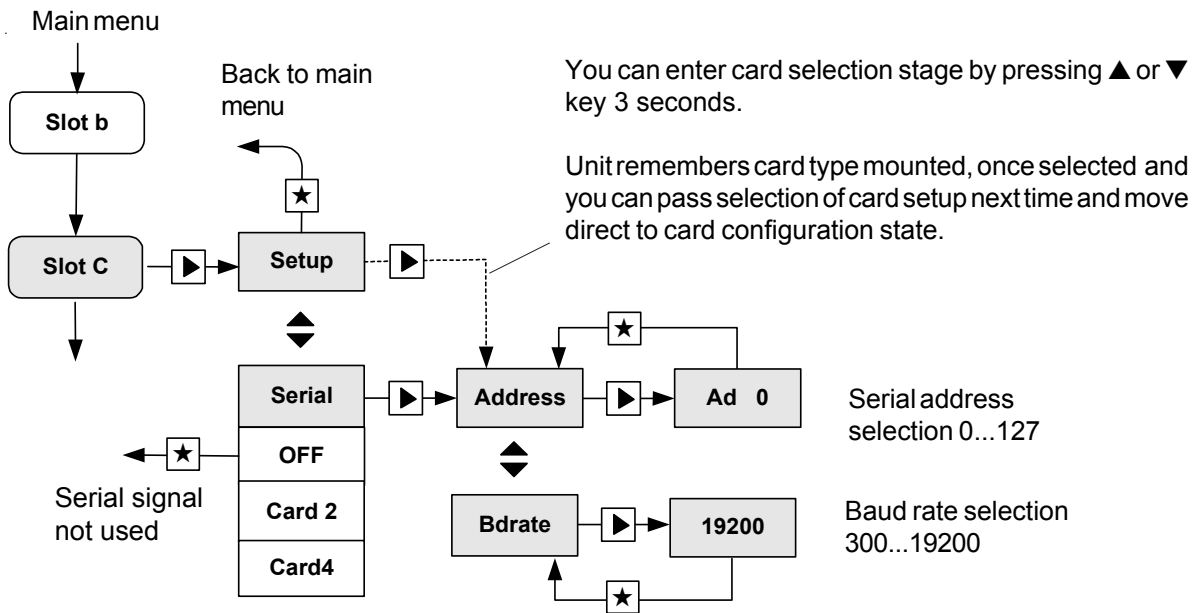 Main menu
Slot b
Slot C
Back to main
menu
You can enter card selection stage by pressing ▲ or ▼
key 3 seconds.
Unit remembers card type mounted, once selected and
you can pass selection of card setup next time and move
direct to card configuration state.
★
▶
Setup
▶
★
Serial
▶
Address
▶
Ad 0
Serial address
selection 0...127
★
OFF
Serial signal
not used
Card 2
Card4
Bdrate
▶
19200
Baud rate selection
300...19200
★